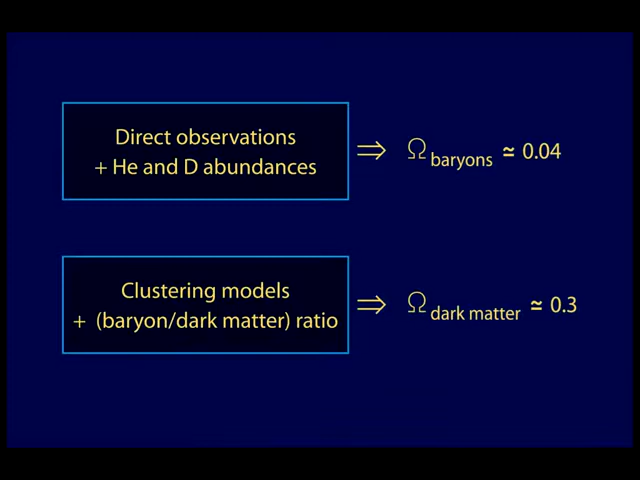 Direct observations
+ He and D abundances
⇒ Ω baryons ≃ 0.04
Clustering models
+ (baryon/dark matter) ratio
⇒ Ω dark matter ≃ 0.3